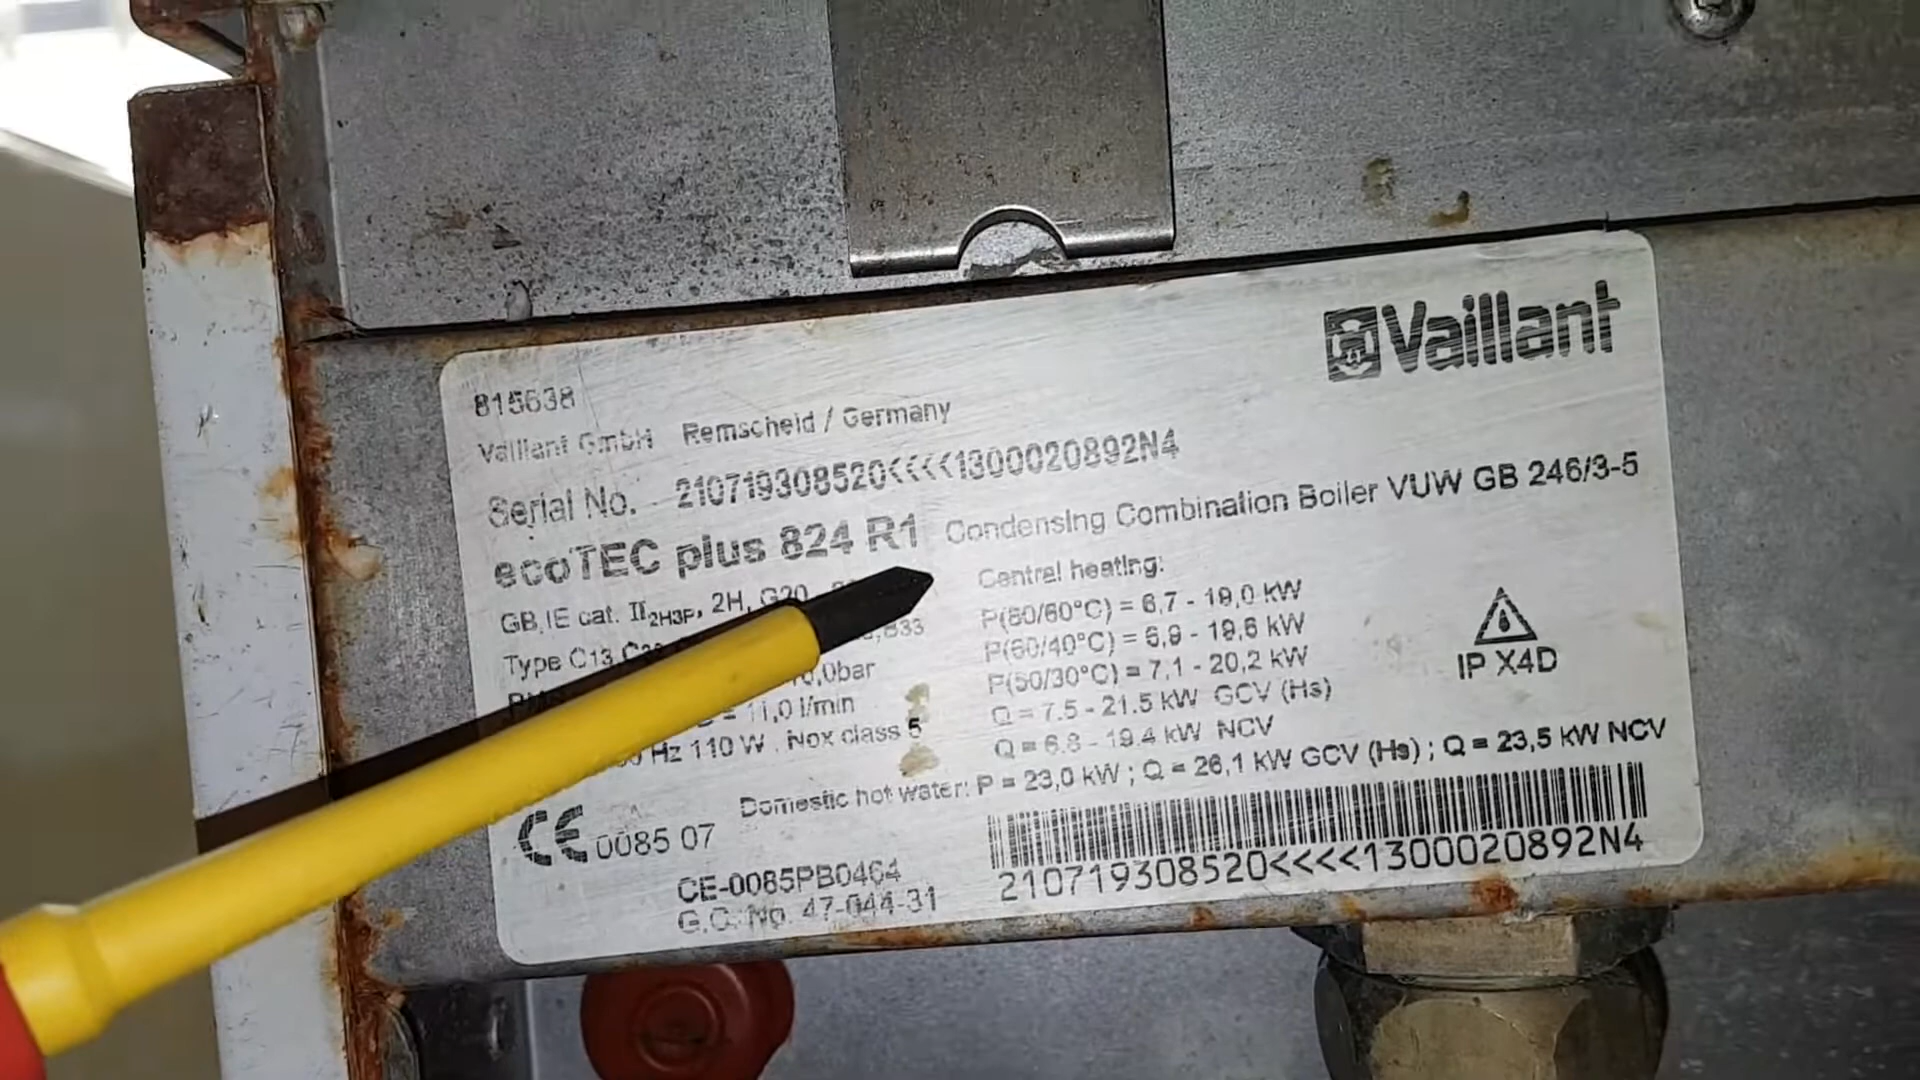 Vaillant
815638
Vaillant GmbH Remscheid / Germany
Serial No. 210719308520<<<<1300020892N4
ecoTEC plus 824 R1 Condensing Combination Boiler VUW GB 246/3-5
GB, IE cat. II2H3P, 2H, G20
Type C13
,0bar
= 11,0 l/min
Hz 110 W . Nox class 5
Central heating:
P(80/60°C) = 6,7 - 19,0 kW
P(60/40°C) = 6,9 - 19,6 kW
P(50/30°C) = 7,1 - 20,2 kW
Q = 7.5 - 21.5 kW GCV (Hs)
Q = 6.8 - 19.4 kW NCV
IP X4D
Domestic hot water: P = 23,0 kW ; Q = 26,1 kW GCV (Hs) ; Q = 23,5 kW NCV
CE 0085 07
CE-0085PB0464
G.C. No. 47-044-31
210719308520<<<<1300020892N4